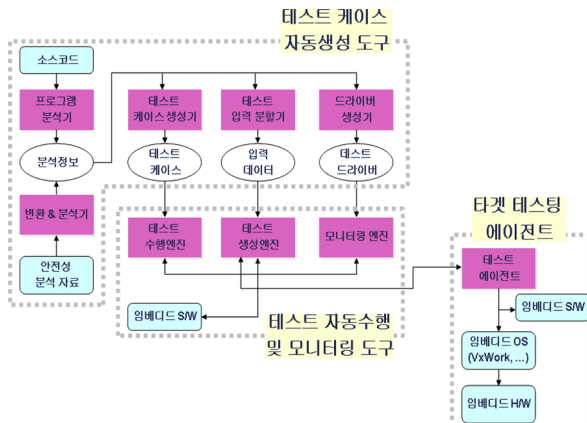 테스트 케이스
자동생성 도구
소스코드
프로그램
분석기
테스트
케이스 생성기
테스트
입력 분할기
드라이버
생성기
분석정보
테스트
케이스
입력
데이터
테스트
드라이버
변환 & 분석기
안전성
분석 자료
테스트
수행엔진
테스트
생성엔진
모니터링 엔진
임베디드 S/W
테스트 자동수행
및 모니터링 도구
타겟 테스팅
에이전트
테스트
에이전트
임베디드 S/W
임베디드 OS
(VxWork, ...)
임베디드 H/W